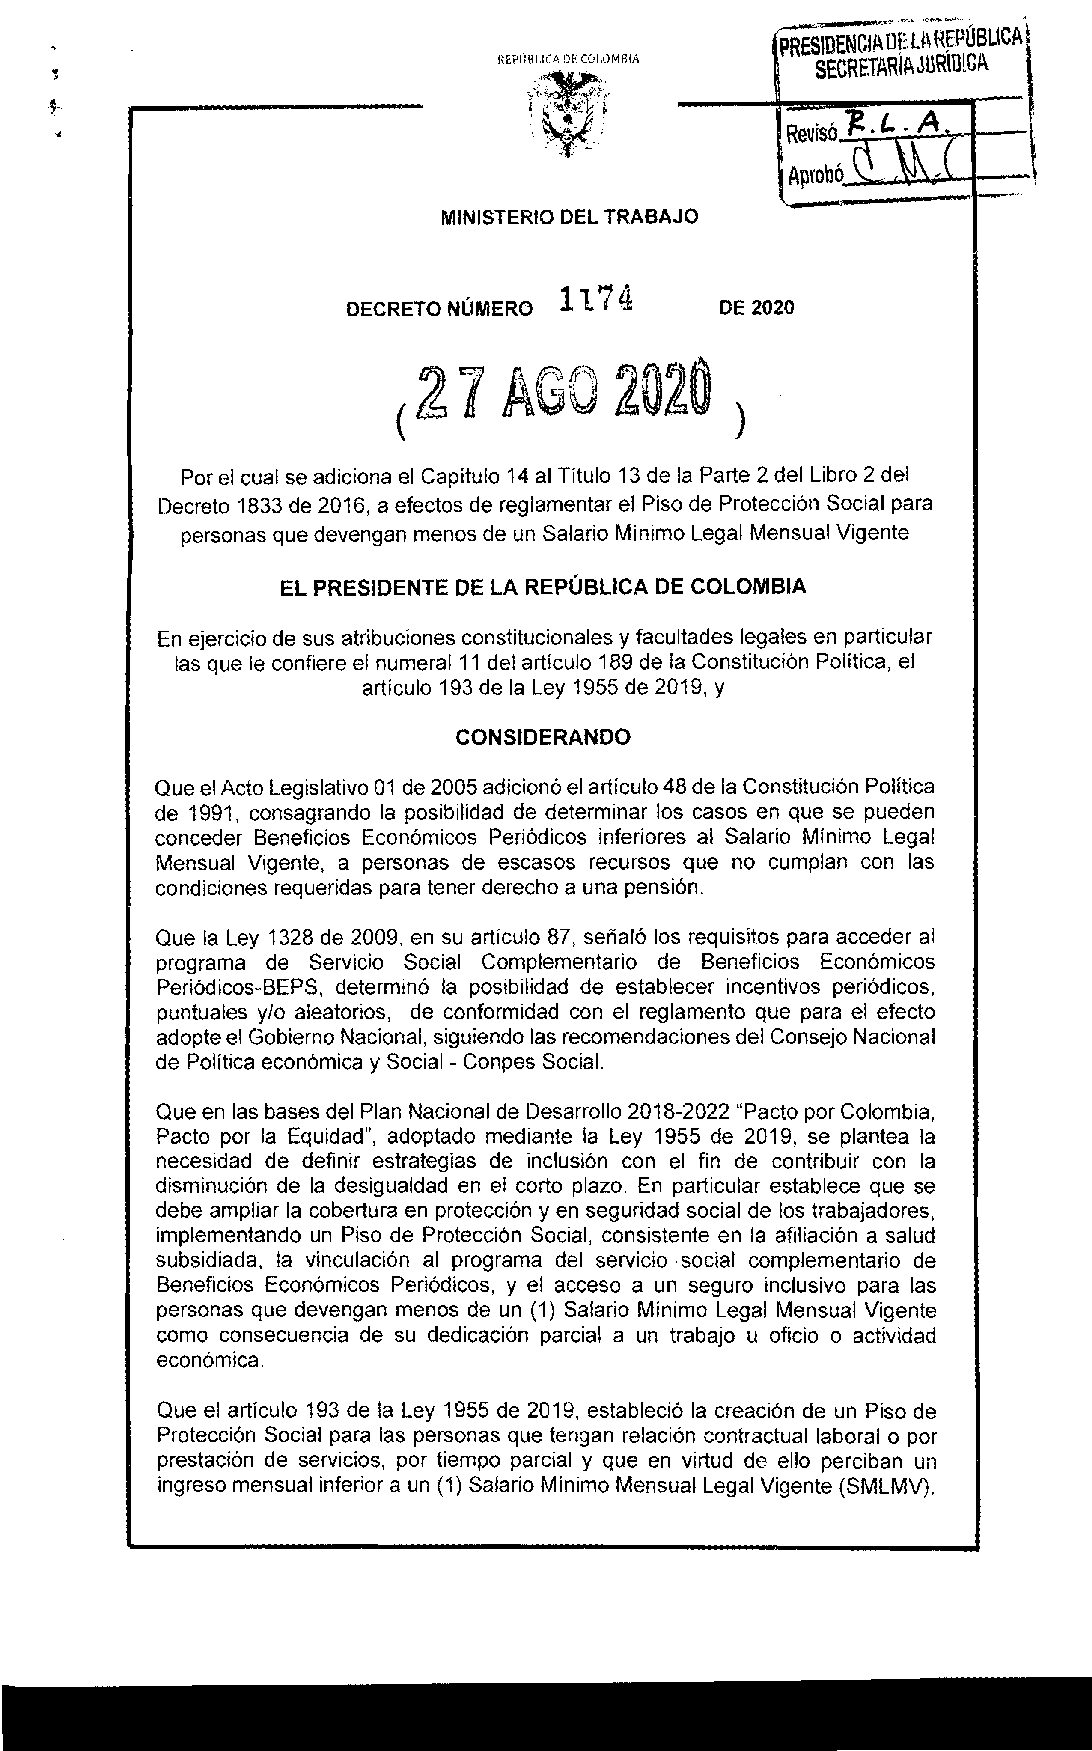 PRESIDENCIA DE LA REPÚBLICA
SECRETARÍA JURÍDICA
REPÚBLICA DE COLOMBIA
Revisó R.L.A.
Aprobó C M C
MINISTERIO DEL TRABAJO
DECRETO NÚMERO 1174 DE 2020
( 27 AGO 2020 )
Por el cual se adiciona el Capitulo 14 al Titulo 13 de la Parte 2 del Libro 2 del
Decreto 1833 de 2016, a efectos de reglamentar el Piso de Protección Social para
personas que devengan menos de un Salario Minimo Legal Mensual Vigente
EL PRESIDENTE DE LA REPÚBLICA DE COLOMBIA
En ejercicio de sus atribuciones constitucionales y facultades legales en particular
las que le confiere el numeral 11 del artículo 189 de la Constitución Política, el
artículo 193 de la Ley 1955 de 2019, y
CONSIDERANDO
Que el Acto Legislativo 01 de 2005 adicionó el artículo 48 de la Constitución Política
de 1991, consagrando la posibilidad de determinar los casos en que se pueden
conceder Beneficios Económicos Periódicos inferiores al Salario Mínimo Legal
Mensual Vigente, a personas de escasos recursos que no cumplan con las
condiciones requeridas para tener derecho a una pensión.
Que la Ley 1328 de 2009, en su artículo 87, señaló los requisitos para acceder al
programa de Servicio Social Complementario de Beneficios Económicos
Periódicos-BEPS, determinó la posibilidad de establecer incentivos periódicos,
puntuales y/o aleatorios, de conformidad con el reglamento que para el efecto
adopte el Gobierno Nacional, siguiendo las recomendaciones del Consejo Nacional
de Política económica y Social - Conpes Social.
Que en las bases del Plan Nacional de Desarrollo 2018-2022 "Pacto por Colombia,
Pacto por la Equidad", adoptado mediante la Ley 1955 de 2019, se plantea la
necesidad de definir estrategias de inclusión con el fin de contribuir con la
disminución de la desigualdad en el corto plazo. En particular establece que se
debe ampliar la cobertura en protección y en seguridad social de los trabajadores,
implementando un Piso de Protección Social, consistente en la afiliación a salud
subsidiada, la vinculación al programa del servicio social complementario de
Beneficios Económicos Periódicos, y el acceso a un seguro inclusivo para las
personas que devengan menos de un (1) Salario Mínimo Legal Mensual Vigente
como consecuencia de su dedicación parcial a un trabajo u oficio o actividad
económica.
Que el artículo 193 de la Ley 1955 de 2019, estableció la creación de un Piso de
Protección Social para las personas que tengan relación contractual laboral o por
prestación de servicios, por tiempo parcial y que en virtud de ello perciban un
ingreso mensual inferior a un (1) Salario Minimo Mensual Legal Vigente (SMLMV).